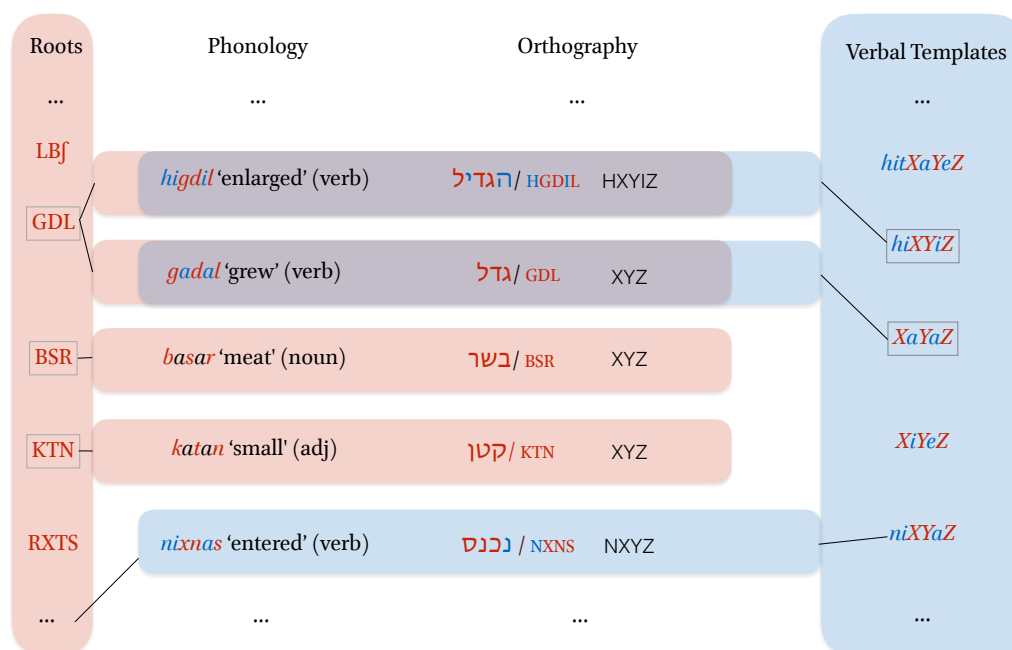 Roots Phonology Orthography Verbal Templates
... ... ... ...
LBʃ hitXaYeZ
higdil ‘enlarged’ (verb) הגדיל/ HGDIL HXYIZ
GDL
hiXYiZ
gadal ‘grew’ (verb) גדל/ GDL XYZ
XaYaZ
BSR basar ‘meat' (noun) בשר/ BSR XYZ
KTN katan ‘small' (adj) קטן/ KTN XYZ XiYeZ
RXTS nixnas ‘entered’ (verb) נכנס / NXNS NXYZ niXYaZ
... ... ... ...